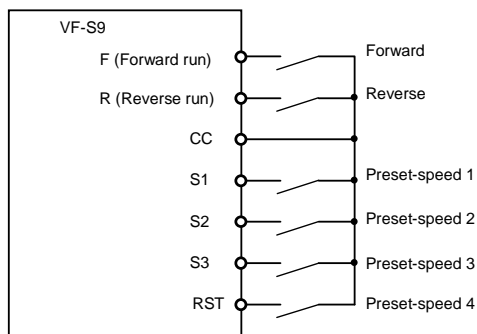 VF-S9
F (Forward run) Forward
R (Reverse run) Reverse
CC
S1 Preset-speed 1
S2 Preset-speed 2
S3 Preset-speed 3
RST Preset-speed 4